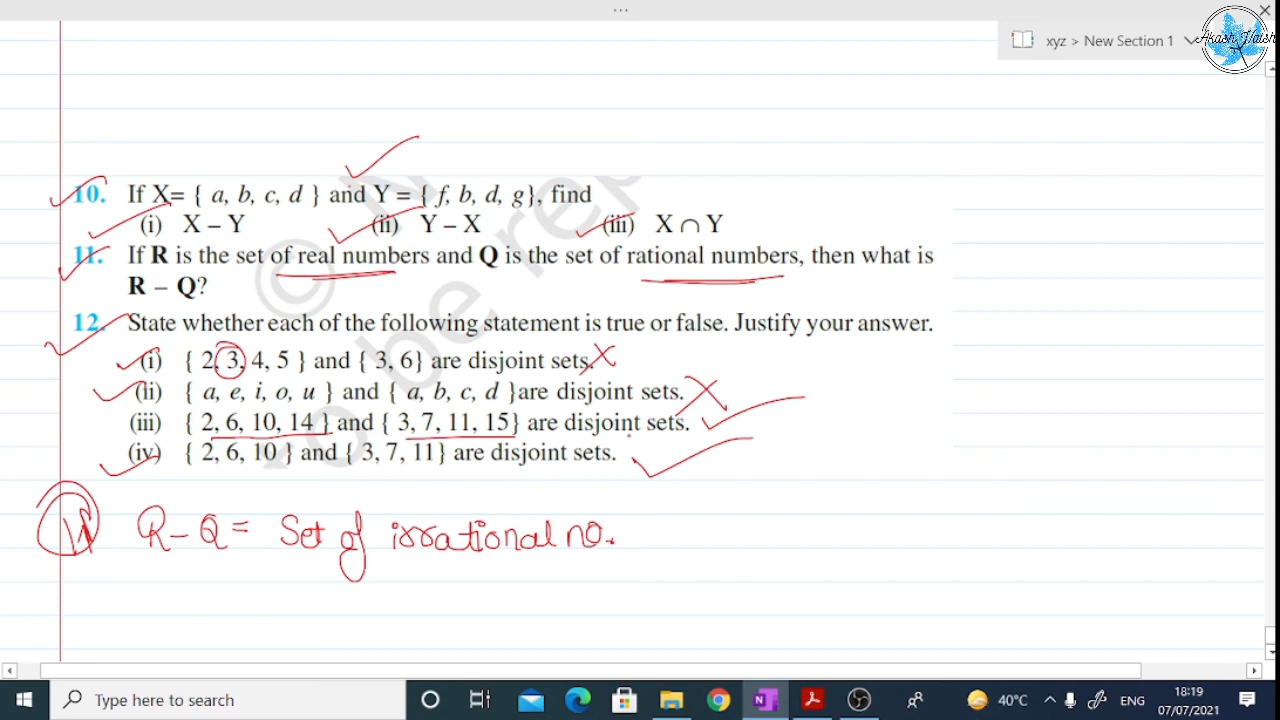 xyz > New Section 1
10. If X= { a, b, c, d } and Y = { f, b, d, g}, find
(i) X – Y (ii) Y – X (iii) X ∩ Y
11. If R is the set of real numbers and Q is the set of rational numbers, then what is
R – Q?
12. State whether each of the following statement is true or false. Justify your answer.
(i) { 2, 3, 4, 5 } and { 3, 6} are disjoint sets.
(ii) { a, e, i, o, u } and { a, b, c, d }are disjoint sets.
(iii) { 2, 6, 10, 14 } and { 3, 7, 11, 15} are disjoint sets.
(iv) { 2, 6, 10 } and { 3, 7, 11} are disjoint sets.
11 R – Q = Set of irrational no.
Type here to search
40°C ENG 18:19
07/07/2021